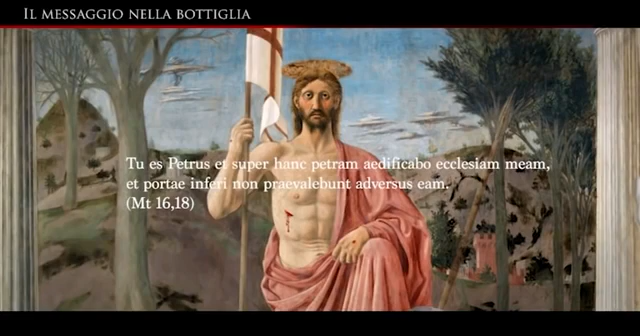 Il messaggio nella bottiglia
Tu es Petrus et super hanc petram aedificabo ecclesiam meam,
et portae inferi non praevalebunt adversus eam.
(Mt 16,18)